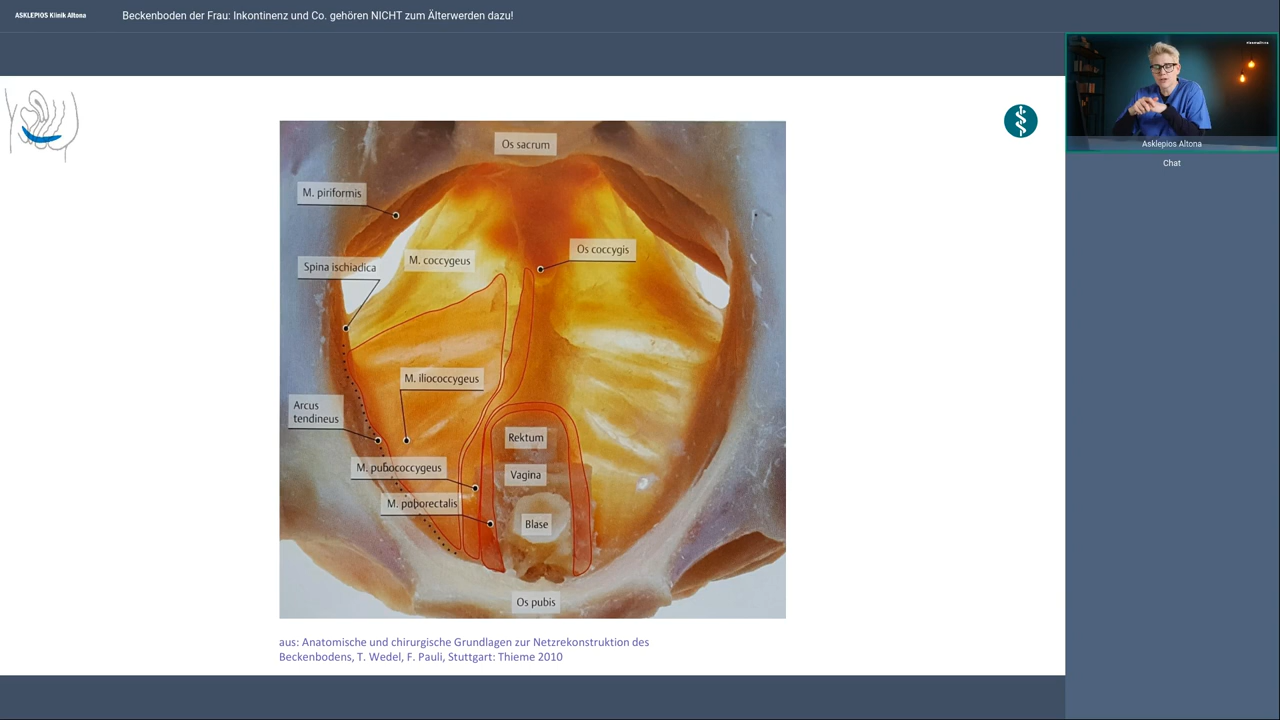 ASKLEPIOS Klinik Altona
Beckenboden der Frau: Inkontinenz und Co. gehören NICHT zum Älterwerden dazu!
Os sacrum
M. piriformis
Os coccygis
M. coccygeus
Spina ischiadica
M. iliococcygeus
Arcus
tendineus
Rektum
M. pubococcygeus
Vagina
M. puborectalis
Blase
Os pubis
aus: Anatomische und chirurgische Grundlagen zur Netzrekonstruktion des
Beckenbodens, T. Wedel, F. Pauli, Stuttgart: Thieme 2010
Asklepios Altona
Chat